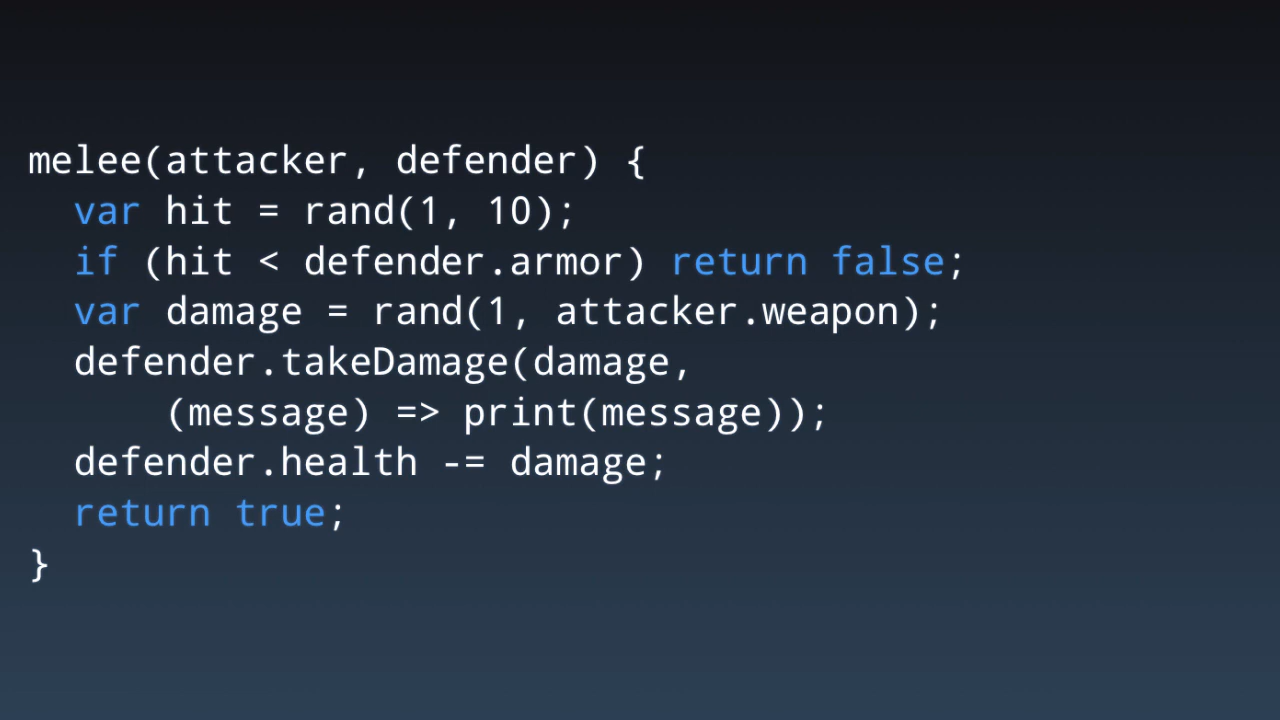 melee(attacker, defender) {
  var hit = rand(1, 10);
  if (hit < defender.armor) return false;
  var damage = rand(1, attacker.weapon);
  defender.takeDamage(damage,
      (message) => print(message));
  defender.health -= damage;
  return true;
}